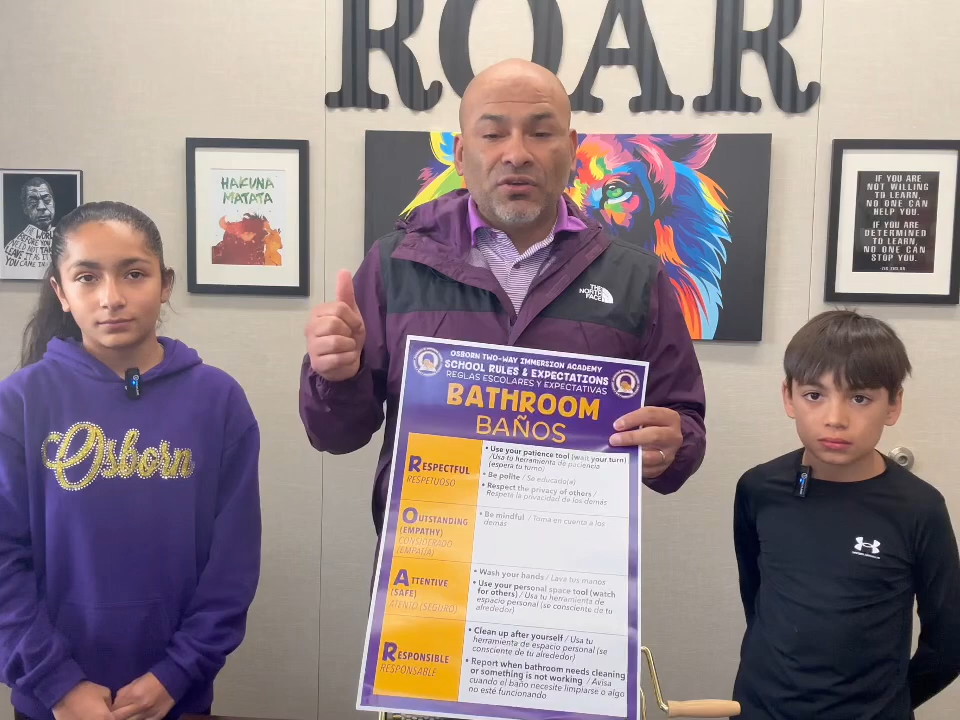 ROAR
HAKUNA
MATATA
IF YOU ARE
NOT WILLING
TO LEARN,
NO ONE CAN
HELP YOU.
IF YOU ARE
DETERMINED
TO LEARN,
NO ONE CAN
STOP YOU.
THE
NORTH
FACE
Osborn
UNDER ARMOUR
OSBORN TWO-WAY IMMERSION ACADEMY
SCHOOL RULES & EXPECTATIONS
REGLAS ESCOLARES Y EXPECTATIVAS
BATHROOM
BAÑOS
RESPECTFUL
RESPETUOSO
• Use your patience tool (wait your turn)
/Usa tu herramienta de paciencia
(espera tu turno)
• Be polite / Sé educado(a)
• Respect the privacy of others /
Respeta la privacidad de los demás
OUTSTANDING
(EMPATHY)
CONSIDERADO
(EMPATÍA)
• Be mindful / Toma en cuenta a los
demás
ATTENTIVE
(SAFE)
ATENTO (SEGURO)
• Wash your hands / Lava tus manos
• Use your personal space tool (watch
for others) / Usa tu herramienta de
espacio personal (se consciente de tu
alrededor)
RESPONSIBLE
RESPONSABLE
• Clean up after yourself / Usa tu
herramienta de espacio personal (se
consciente de tu alrededor)
• Report when bathroom needs cleaning
or something is not working / Avisa
cuando el baño necesite limpiarse o algo
no esté funcionando